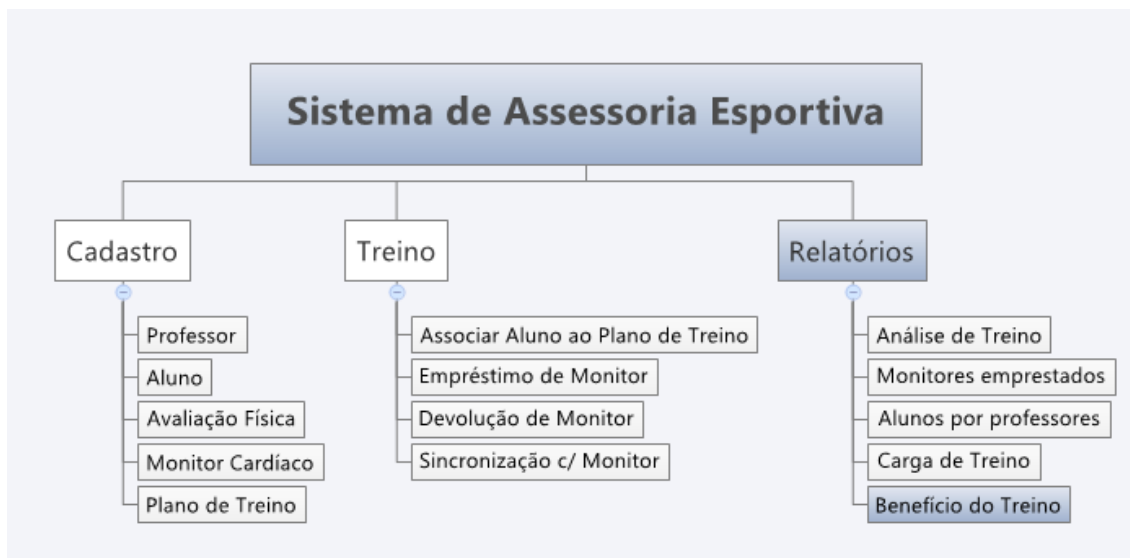 Sistema de Assessoria Esportiva
Cadastro
Professor
Aluno
Avaliação Física
Monitor Cardíaco
Plano de Treino
Treino
Associar Aluno ao Plano de Treino
Empréstimo de Monitor
Devolução de Monitor
Sincronização c/ Monitor
Relatórios
Análise de Treino
Monitores emprestados
Alunos por professores
Carga de Treino
Benefício do Treino